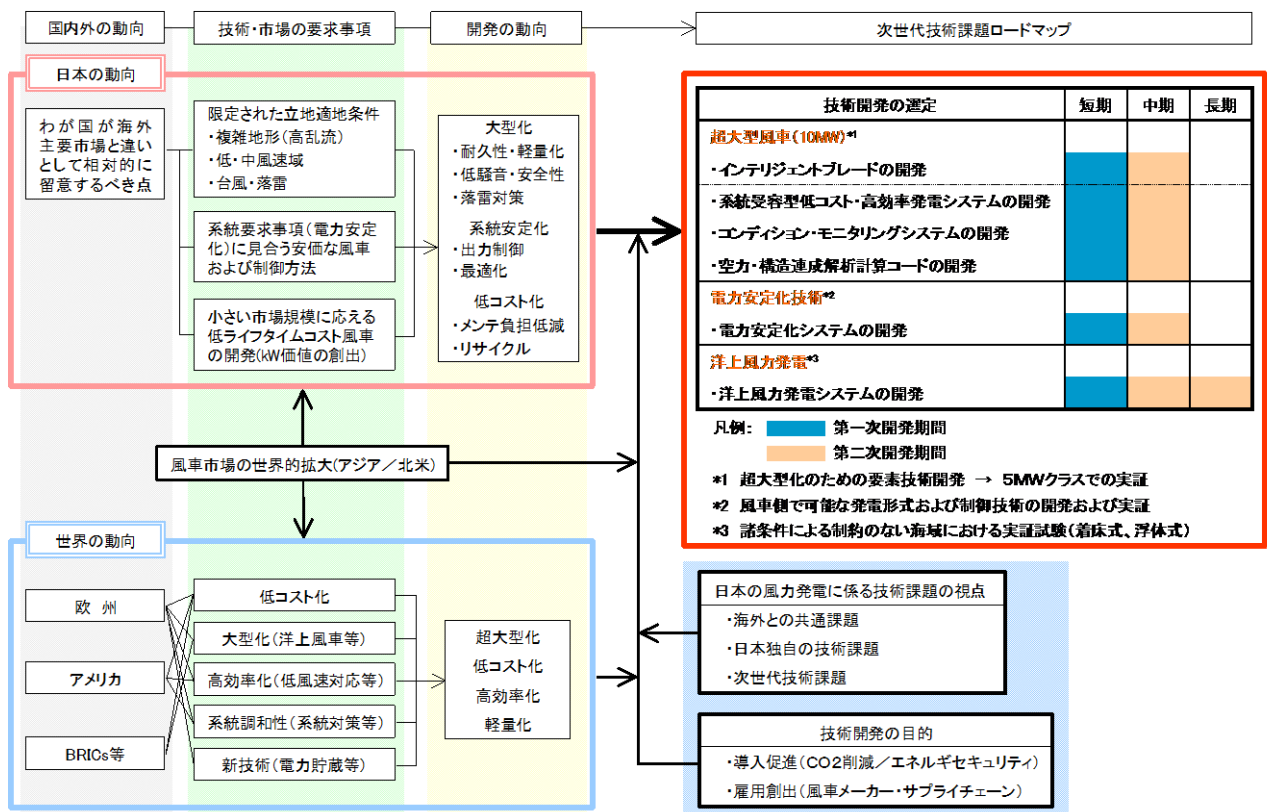 国内外の動向
技術・市場の要求事項
開発の動向
次世代技術課題ロードマップ
日本の動向
わが国が海外
主要市場と違い
として相対的に
留意するべき点
限定された立地適地条件
・複雑地形(高乱流)
・低・中風速域
・台風・落雷
系統要求事項(電力安定
化)に見合う安価な風車
および制御方法
小さい市場規模に応える
低ライフタイムコスト風車
の開発(kW価値の創出)
大型化
・耐久性・軽量化
・低騒音・安全性
・落雷対策
系統安定化
・出力制御
・最適化
低コスト化
・メンテ負担低減
・リサイクル
技術開発の選定 短期 中期 長期
超大型風車(10MW)*1
・インテリジェントブレードの開発
・系統受容型低コスト・高効率発電システムの開発
・コンディション・モニタリングシステムの開発
・空力・構造連成解析計算コードの開発
電力安定化技術*2
・電力安定化システムの開発
洋上風力発電*3
・洋上風力発電システムの開発
凡例: 第一次開発期間
第二次開発期間
*1 超大型化のための要素技術開発 → 5MWクラスでの実証
*2 風車側で可能な発電形式および制御技術の開発および実証
*3 諸条件による制約のない海域における実証試験(着床式、浮体式)
風車市場の世界的拡大(アジア/北米)
世界の動向
欧 州
アメリカ
BRICs等
低コスト化
大型化(洋上風車等)
高効率化(低風速対応等)
系統調和性(系統対策等)
新技術(電力貯蔵等)
超大型化
低コスト化
高効率化
軽量化
日本の風力発電に係る技術課題の視点
・海外との共通課題
・日本独自の技術課題
・次世代技術課題
技術開発の目的
・導入促進(CO2削減/エネルギセキュリティ)
・雇用創出(風車メーカー・サプライチェーン)